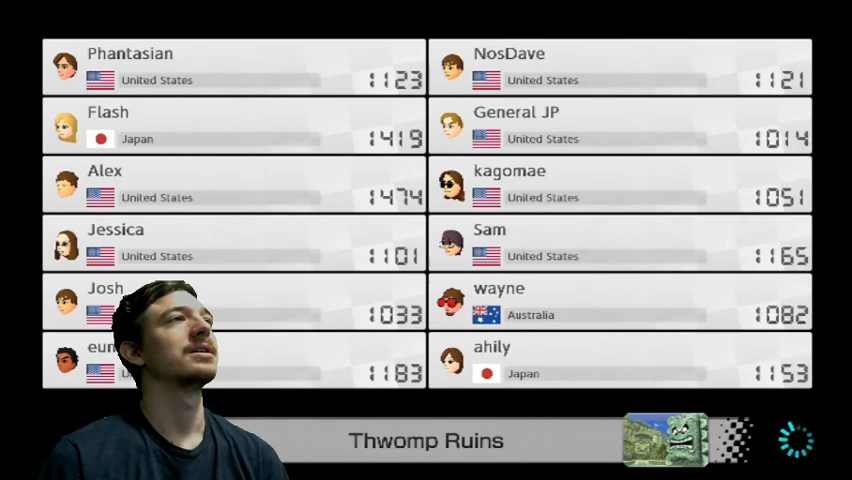 Phantasian
United States
1123
NosDave
United States
1121
Flash
Japan
1419
General JP
United States
1014
Alex
United States
1474
kagomae
United States
1051
Jessica
United States
1101
Sam
United States
1165
Josh
1033
wayne
Australia
1082
1183
ahily
Japan
1153
Thwomp Ruins